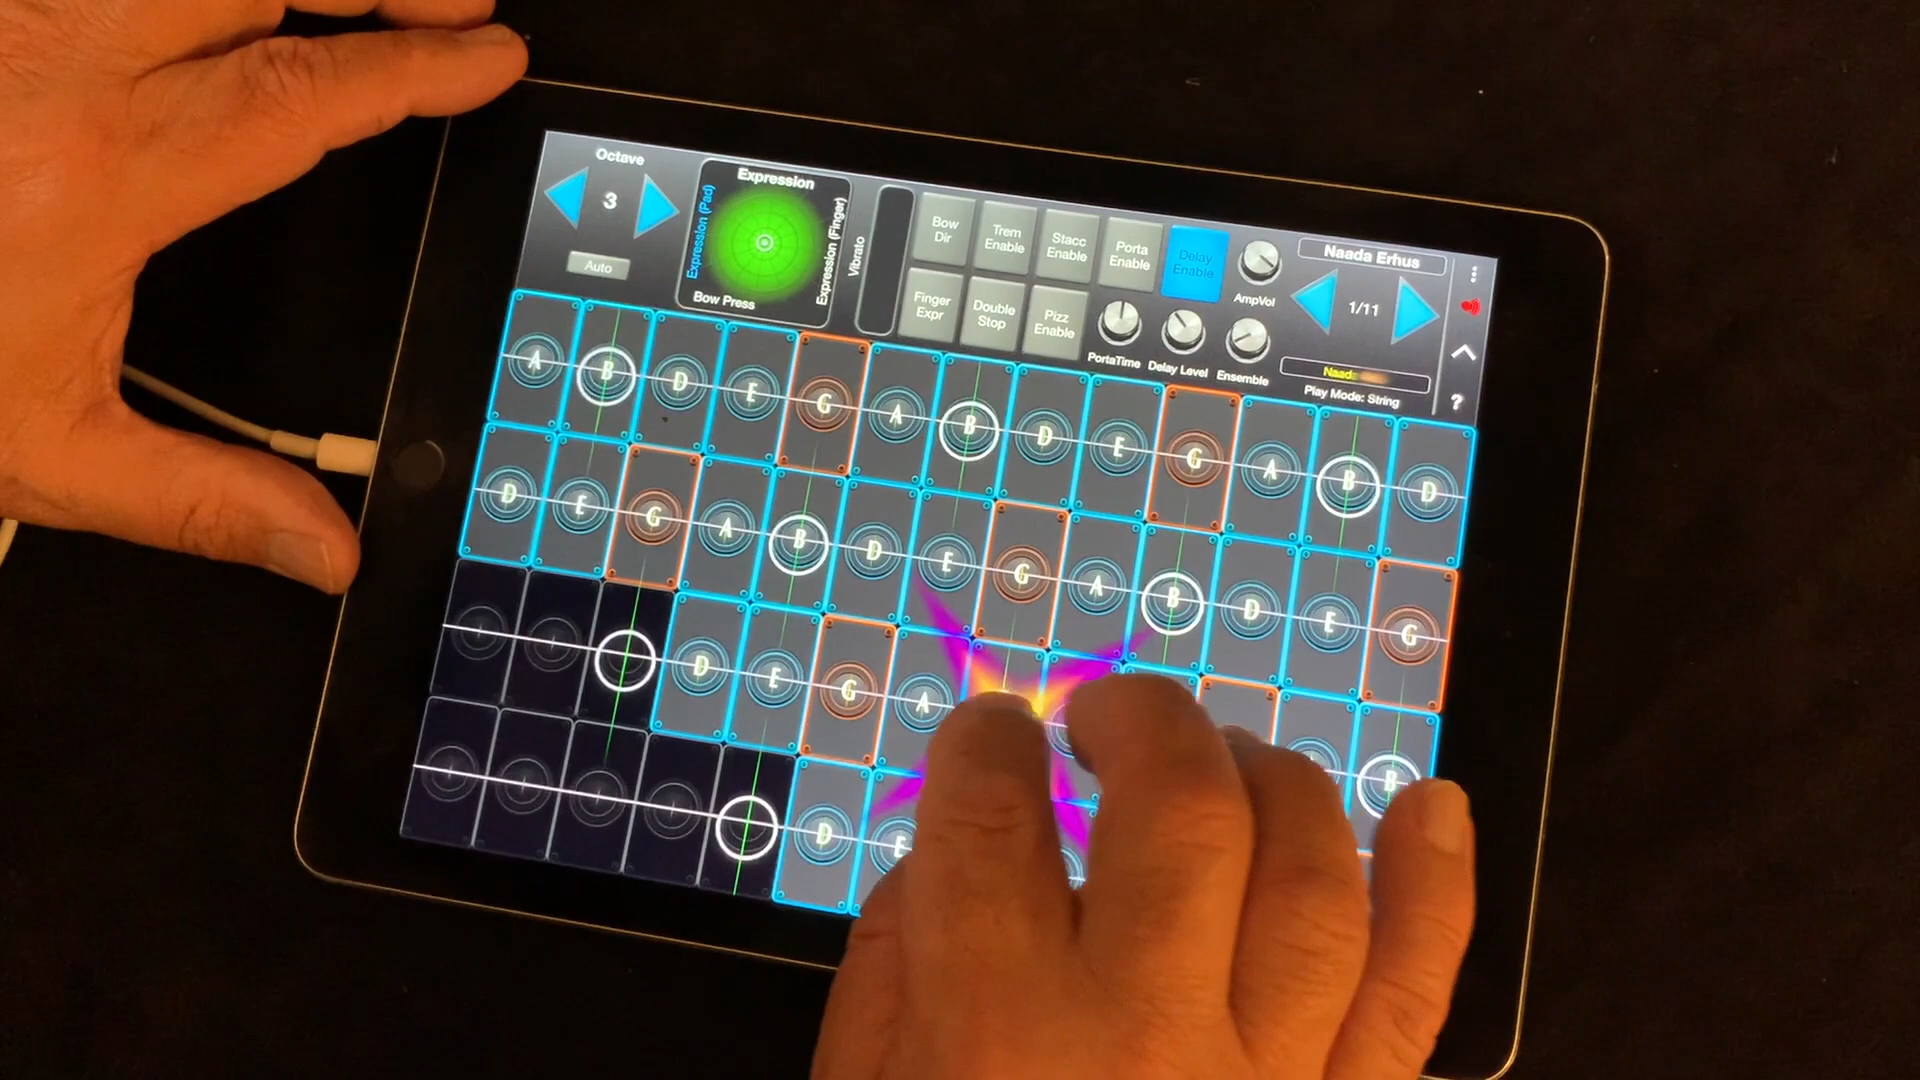 Octave
3
Auto
Expression
Expression (Pad)
Expression (Finger)
Bow Press
Vibrato
Bow
Dir
Trem
Enable
Stacc
Enable
Porta
Enable
Delay
Enable
AmpVol
Finger
Expr
Double
Stop
Pizz
Enable
PortaTime
Delay Level
Ensemble
Naada Erhus
1/11
Play Mode: String
?
A B D E G A B D E G A B D
D E G A B D E G A B D E G
D E G A B
D E